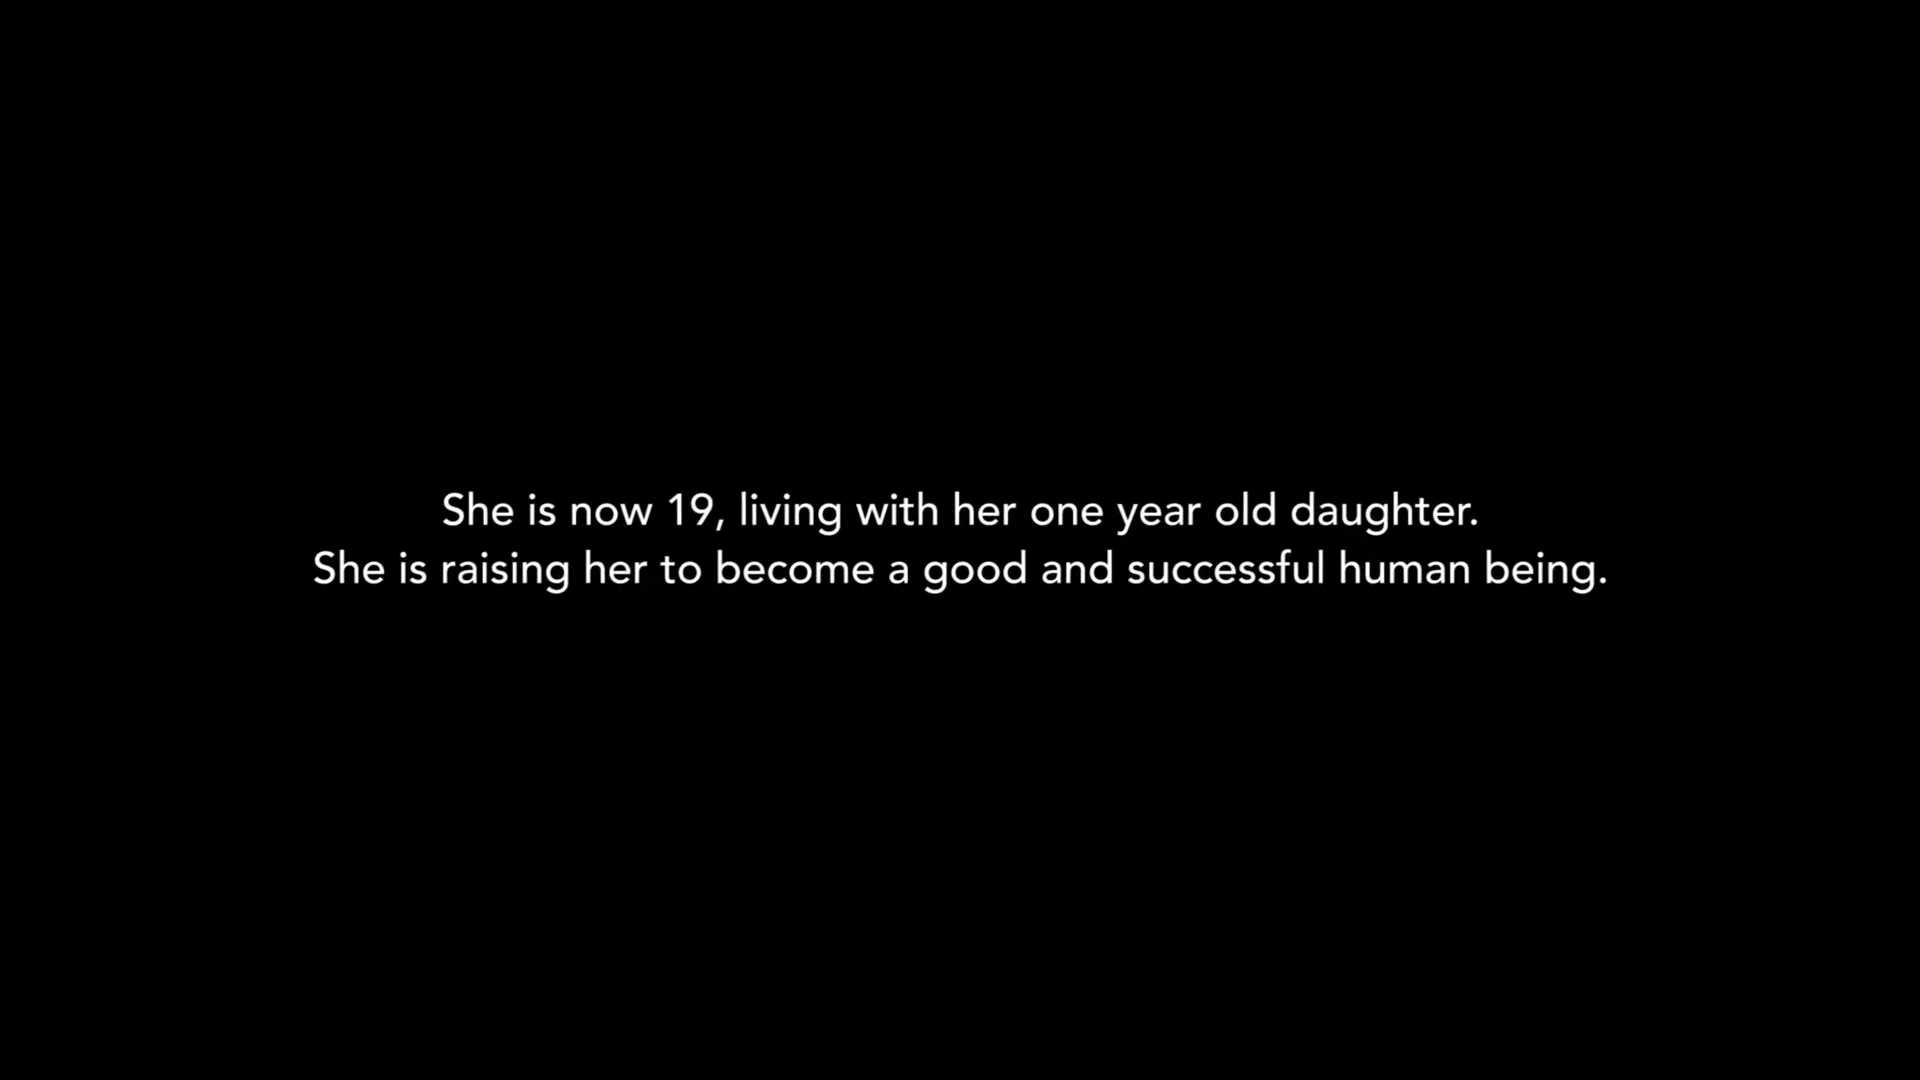 She is now 19, living with her one year old daughter.
She is raising her to become a good and successful human being.